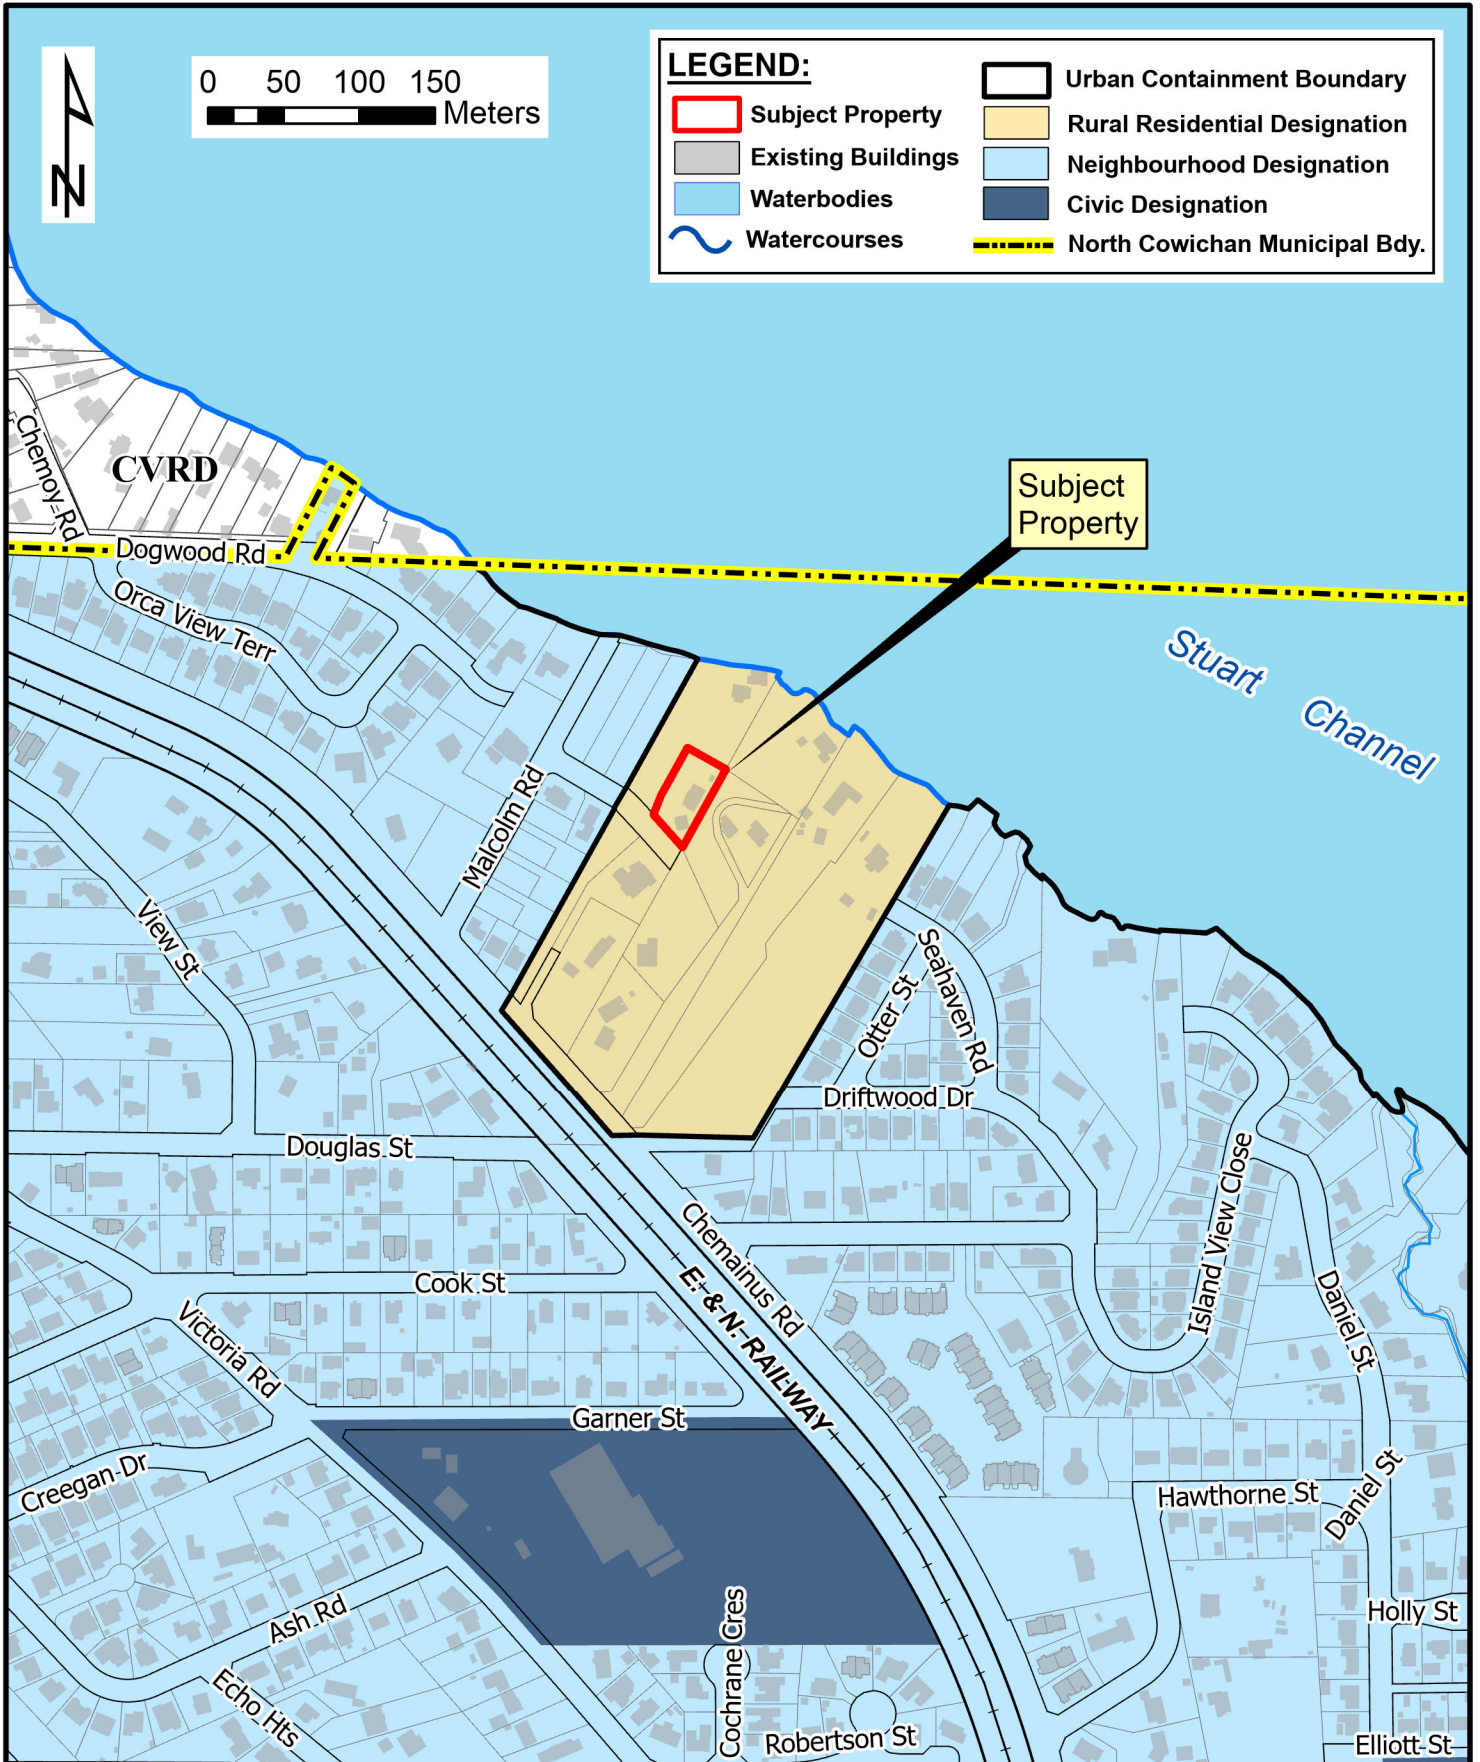 N
0 50 100 150
Meters
LEGEND:
Subject Property
Existing Buildings
Waterbodies
Watercourses
Urban Containment Boundary
Rural Residential Designation
Neighbourhood Designation
Civic Designation
North Cowichan Municipal Bdy.
Chemoy Rd
CVRD
Subject
Property
Dogwood Rd
Orca View Terr
Stuart
Channel
Malcolm Rd
View St
Seahaven Rd
Otter St
Driftwood Dr
Douglas St
Island View Close
Chemainus Rd
Cook St
E. & N. RAILWAY
Daniel St
Victoria Rd
Garner St
Creegan Dr
Hawthorne St
Daniel St
Ash Rd
Holly St
Cochrane Cres
Echo Hts
Robertson St
Elliott St